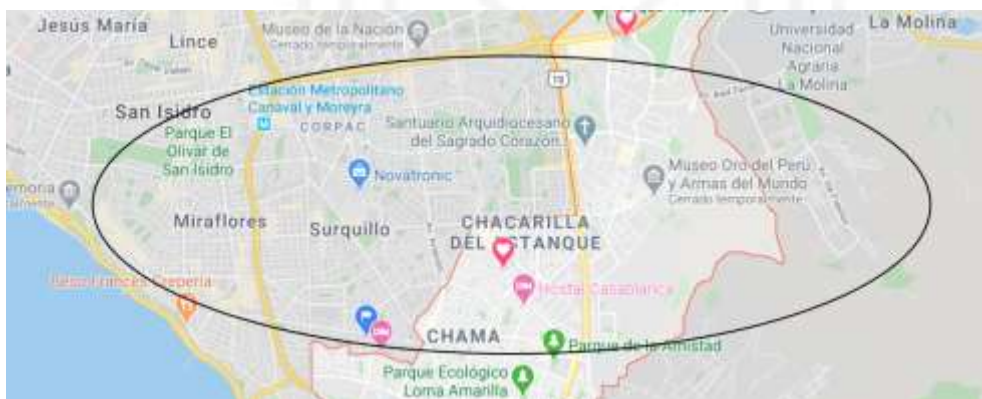 Jesús María
Lince
Museo de la Nación
Cerrado temporalmente
Universidad
Nacional
Agraria
La Molina
La Molina
San Isidro
Estación Metropolitano
Canaval y Moreyra
CORPAC
Parque El
Olivar de
San Isidro
Santuario Arquidiocesano
del Sagrado Corazón...
Novatronic
Museo Oro del Perú
y Armas del Mundo
Cerrado temporalmente
Miraflores
Surquillo
CHACARILLA
DEL ESTANQUE
Beso Frances Crepería
Hostal Casablanca
CHAMA
Parque de la Amistad
Parque Ecológico
Loma Amarilla